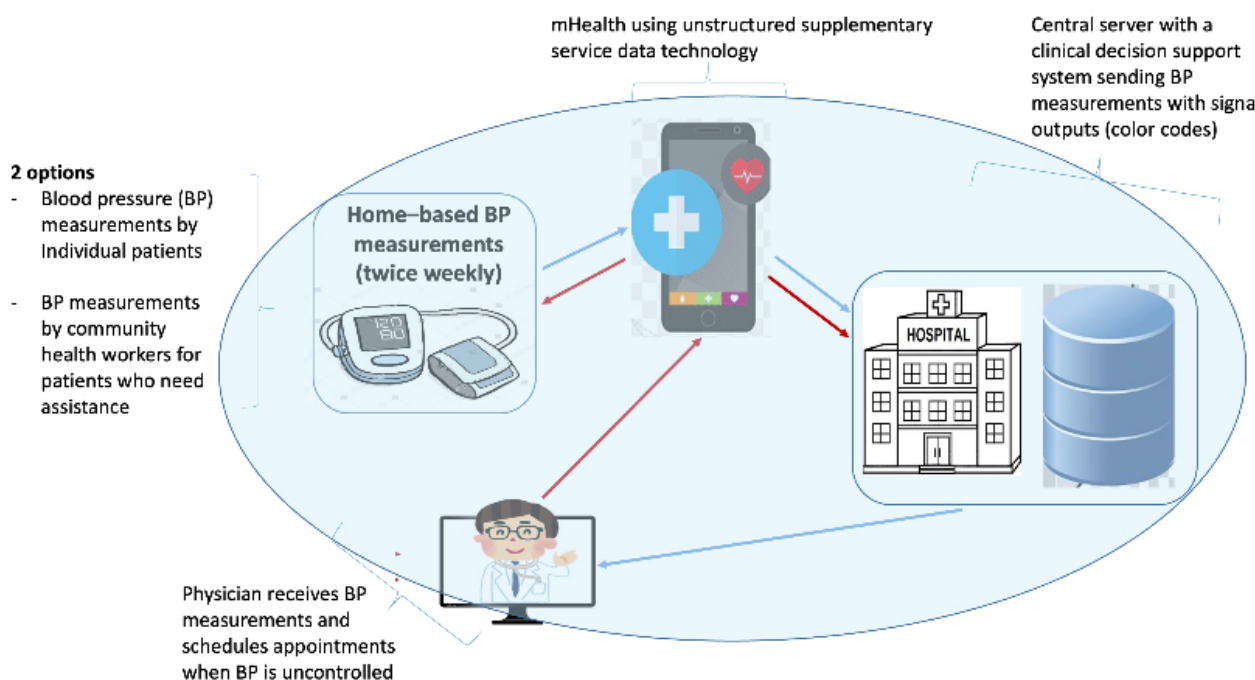 mHealth using unstructured supplementary
service data technology
Central server with a
clinical decision support
system sending BP
measurements with signa
outputs (color codes)
2 options
- Blood pressure (BP)
measurements by
Individual patients
- BP measurements
by community
health workers for
patients who need
assistance
Home–based BP
measurements
(twice weekly)
120
80
HOSPITAL
Physician receives BP
measurements and
schedules appointments
when BP is uncontrolled